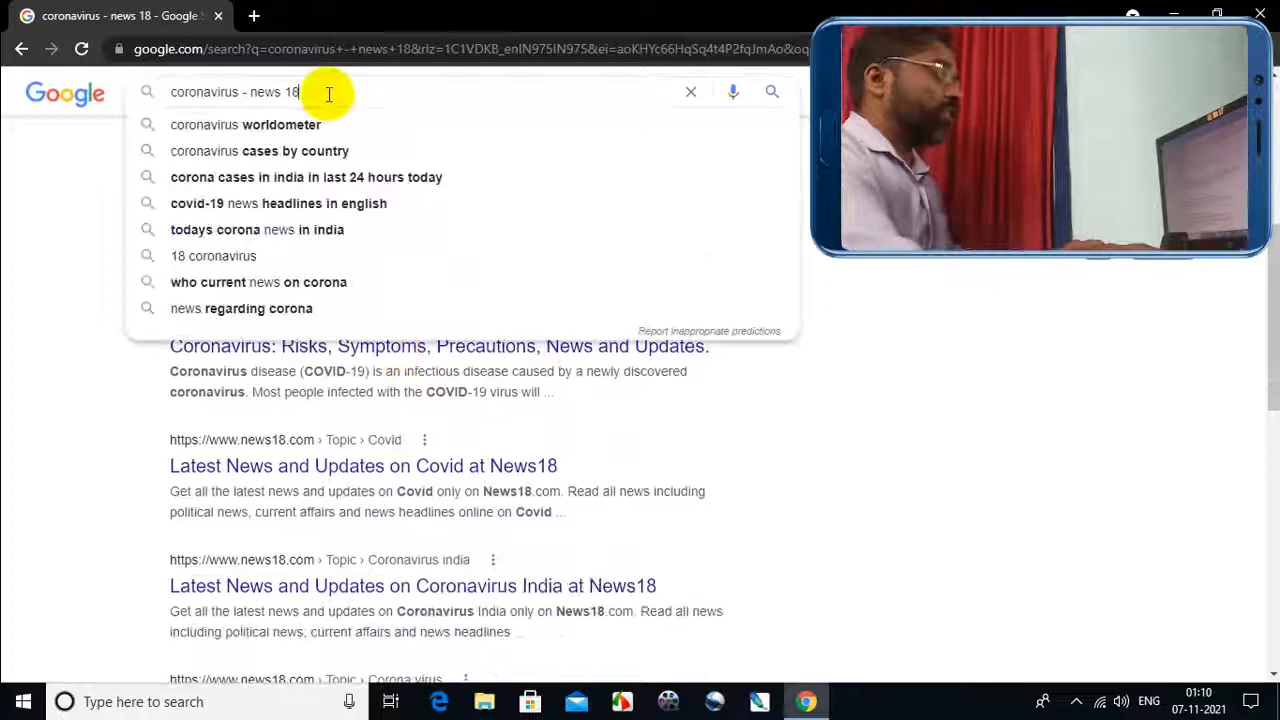 coronavirus - news 18 - Google S
google.com/search?q=coronavirus+-+news+18&rlz=1C1VDKB_enIN975IN975&ei=aoKHYc66HqSq4t4P2fqJmAo&oq
Google
coronavirus - news 18
coronavirus worldometer
coronavirus cases by country
corona cases in india in last 24 hours today
covid-19 news headlines in english
todays corona news in india
18 coronavirus
who current news on corona
news regarding corona
Report inappropriate predictions
Coronavirus: Risks, Symptoms, Precautions, News and Updates.
Coronavirus disease (COVID-19) is an infectious disease caused by a newly discovered
coronavirus. Most people infected with the COVID-19 virus will ...
https://www.news18.com › Topic › Covid
Latest News and Updates on Covid at News18
Get all the latest news and updates on Covid only on News18.com. Read all news including
political news, current affairs and news headlines online on Covid ...
https://www.news18.com › Topic › Coronavirus india
Latest News and Updates on Coronavirus India at News18
Get all the latest news and updates on Coronavirus India only on News18.com. Read all news
including political news, current affairs and news headlines ...
https://www.news18.com › Topic › Corona virus
Type here to search
ENG
01:10
07-11-2021